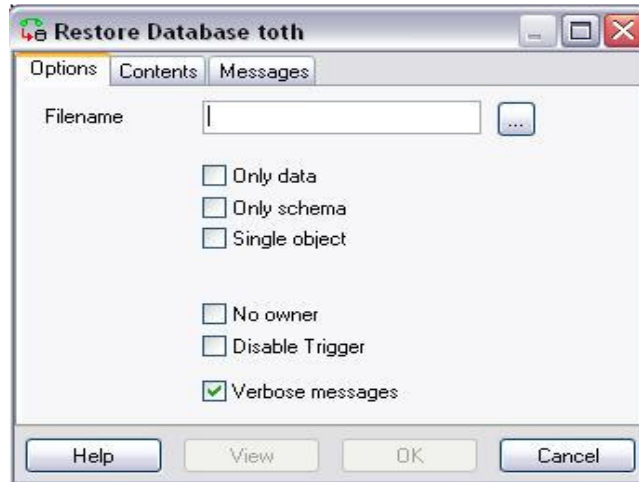 Restore Database toth
Options Contents Messages
Filename ...
Only data
Only schema
Single object
No owner
Disable Trigger
Verbose messages
Help View OK Cancel